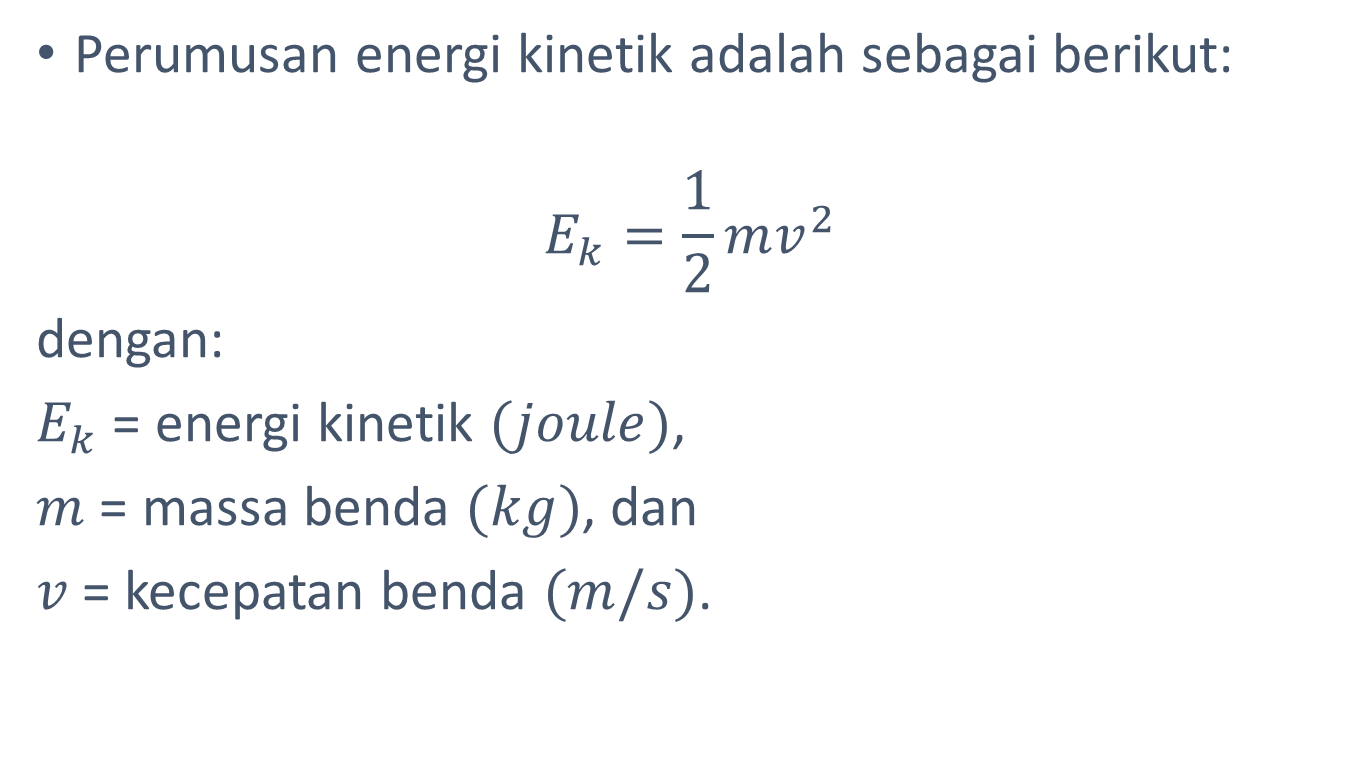 • Perumusan energi kinetik adalah sebagai berikut:
$E_k = \frac{1}{2}mv^2$
dengan:
$E_k$ = energi kinetik $(joule)$,
$m$ = massa benda $(kg)$, dan
$v$ = kecepatan benda $(m/s)$.